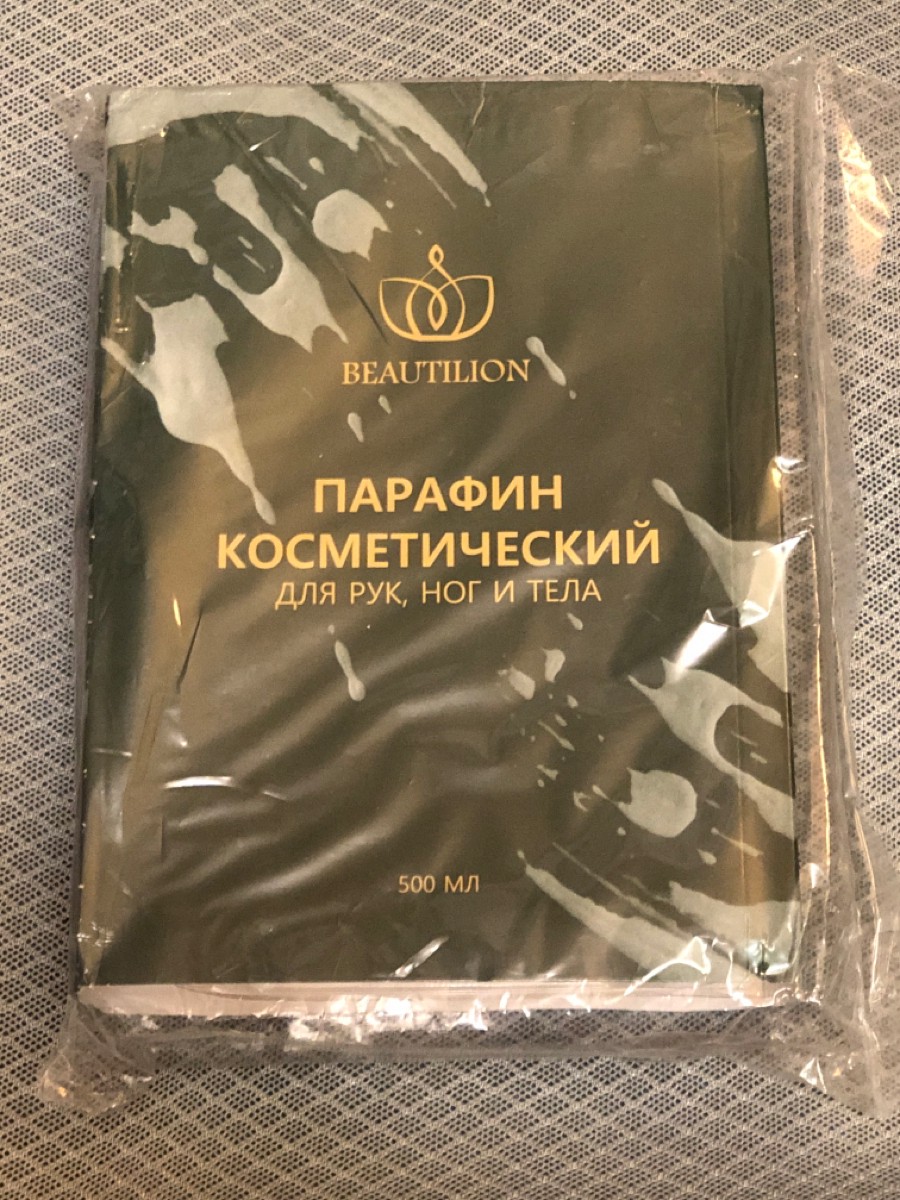 BEAUTILION
ПАРАФИН
КОСМЕТИЧЕСКИЙ
ДЛЯ РУК, НОГ И ТЕЛА
500 МЛ